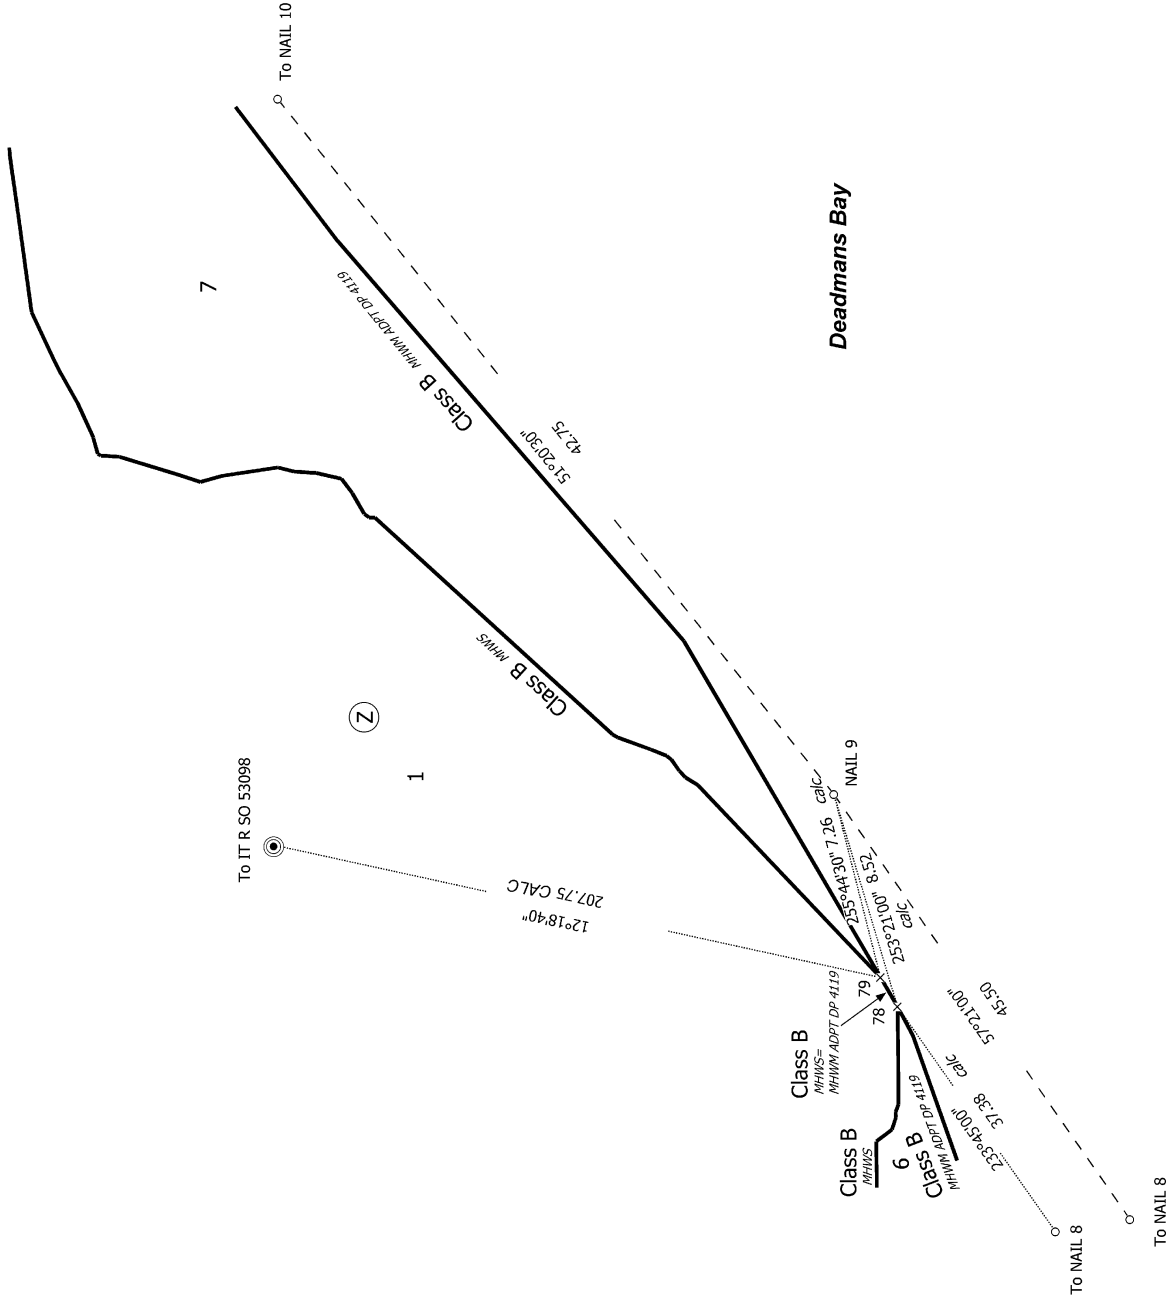 To NAIL 10
7
MHWM ADPT DP 4119
Class B
Deadmans Bay
51°20'30"
42.75
MHWS
Class B
Z
1
To IT R SO 53098
NAIL 9
calc
207.75 CALC
12°18'40"
255°44'30" 7.26
253°21'00" 8.52
calc
79
78
Class B
MHWS=
MHWM ADPT DP 4119
57°21'00"
45.50
calc
233°45'00"
37.38
Class B
MHWS
6
Class B
MHWM ADPT DP 4119
To NAIL 8
To NAIL 8